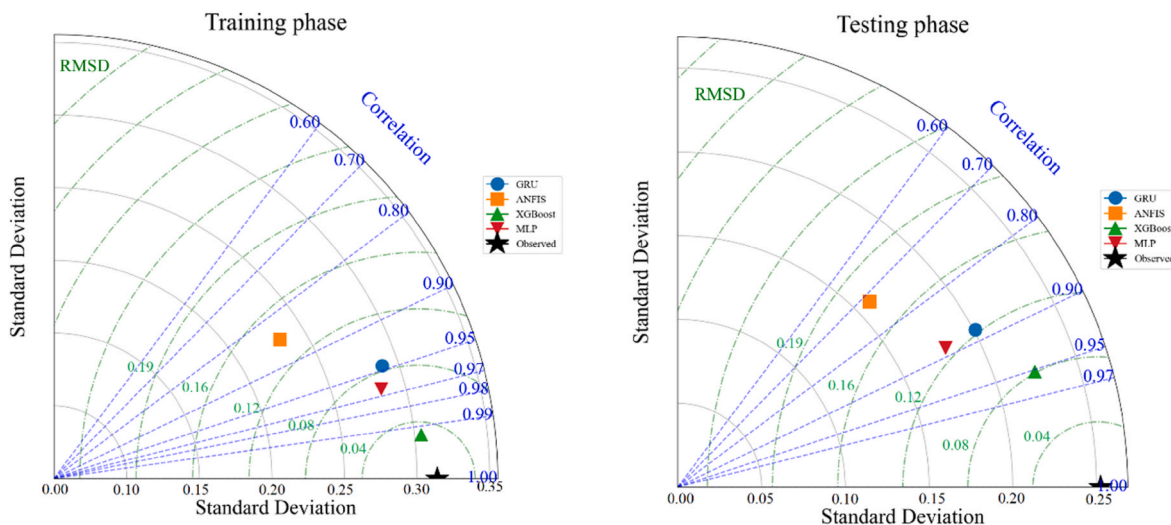 Training phase
RMSD
Correlation
0.60
0.70
0.80
0.90
0.95
0.97
0.98
0.99
1.00
GRU
ANFIS
XGBoost
MLP
Observed
Standard Deviation
0.19
0.16
0.12
0.08
0.04
0.00
0.10
0.15
0.20
0.25
0.30
0.35
Standard Deviation
Testing phase
RMSD
Correlation
0.60
0.70
0.80
0.90
0.95
0.97
1.00
GRU
ANFIS
XGBoost
MLP
Observed
Standard Deviation
0.19
0.16
0.12
0.08
0.04
0.00
0.05
0.10
0.15
0.20
0.25
Standard Deviation